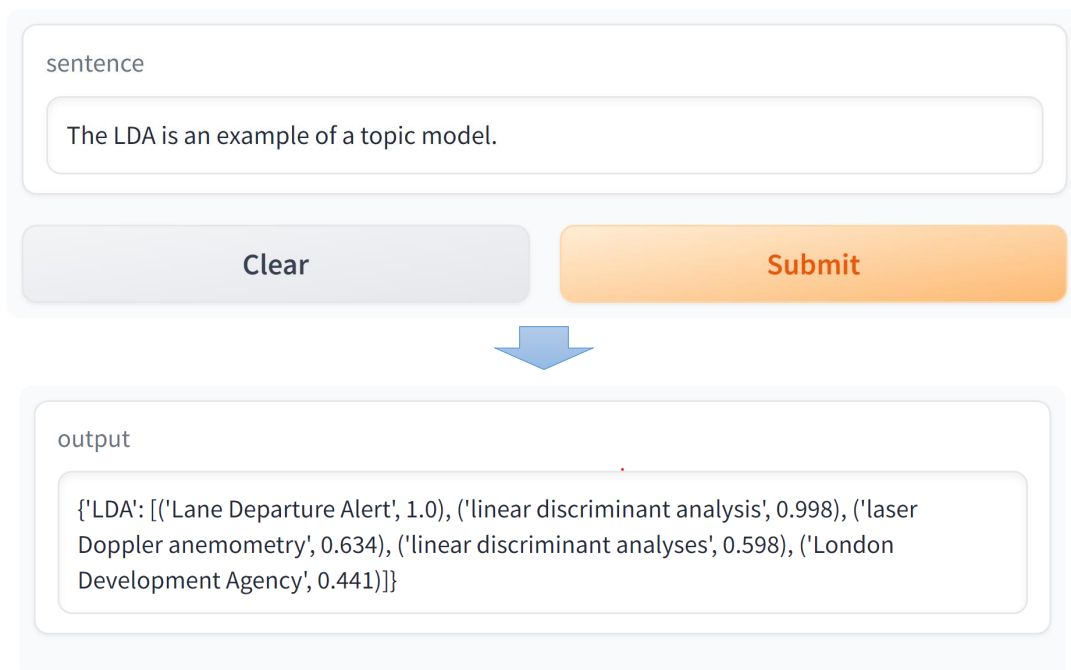 sentence
The LDA is an example of a topic model.
Clear
Submit
output
{'LDA': [('Lane Departure Alert', 1.0), ('linear discriminant analysis', 0.998), ('laser
Doppler anemometry', 0.634), ('linear discriminant analyses', 0.598), ('London
Development Agency', 0.441)]}